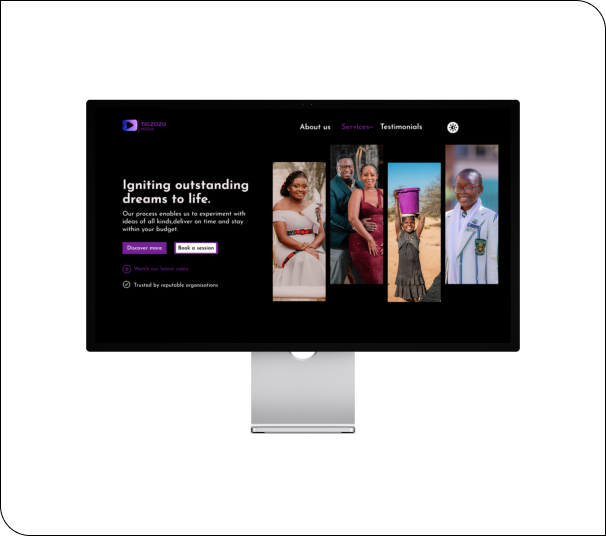 TIGZOZO
MEDIA
About us
Services
Testimonials
Igniting outstanding
dreams to life.
Our process enables us to experiment with
ideas of all kinds,deliver on time and stay
within your budget.
Discover more
Book a session
Watch our latest video
Trusted by reputable organisations